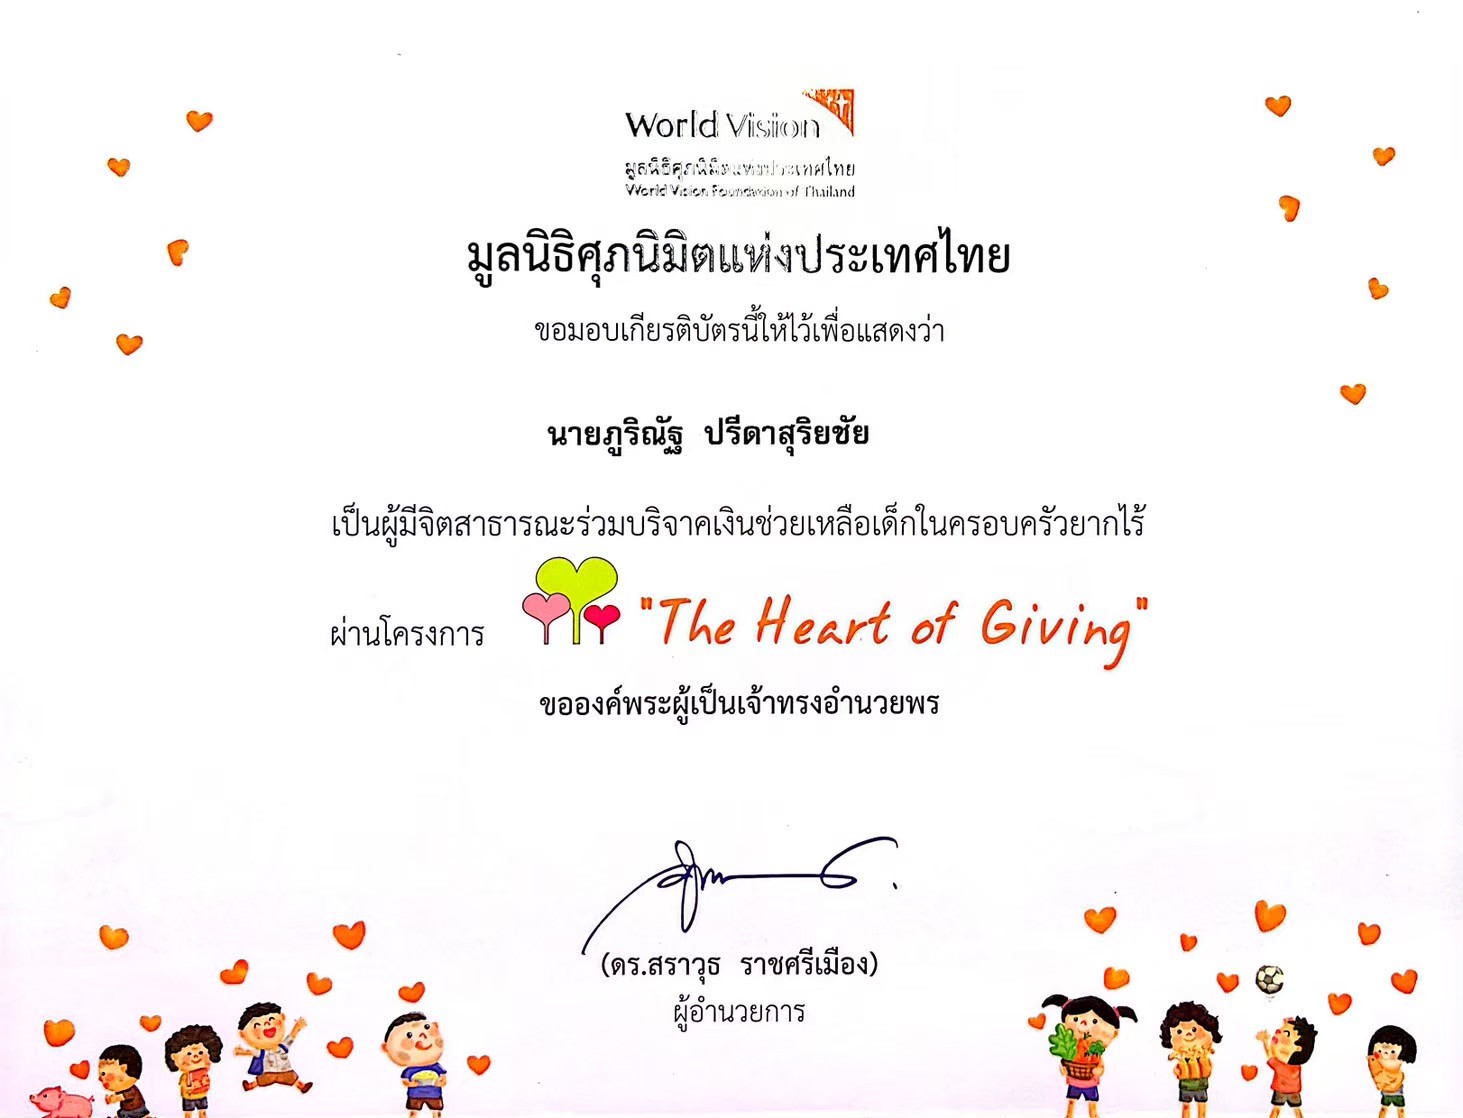 World Vision
มูลนิธิศุภนิมิตแห่งประเทศไทย
World Vision Foundation of Thailand
มูลนิธิศุภนิมิตแห่งประเทศไทย
ขอมอบเกียรติบัตรนี้ให้ไว้เพื่อแสดงว่า
นายภูริณัฐ ปรีดาสุริยชัย
เป็นผู้มีจิตสาธารณะร่วมบริจาคเงินช่วยเหลือเด็กในครอบครัวยากไร้
ผ่านโครงการ "The Heart of Giving"
ขอองค์พระผู้เป็นเจ้าทรงอำนวยพร
(ดร.สราวุธ ราชศรีเมือง)
ผู้อำนวยการ